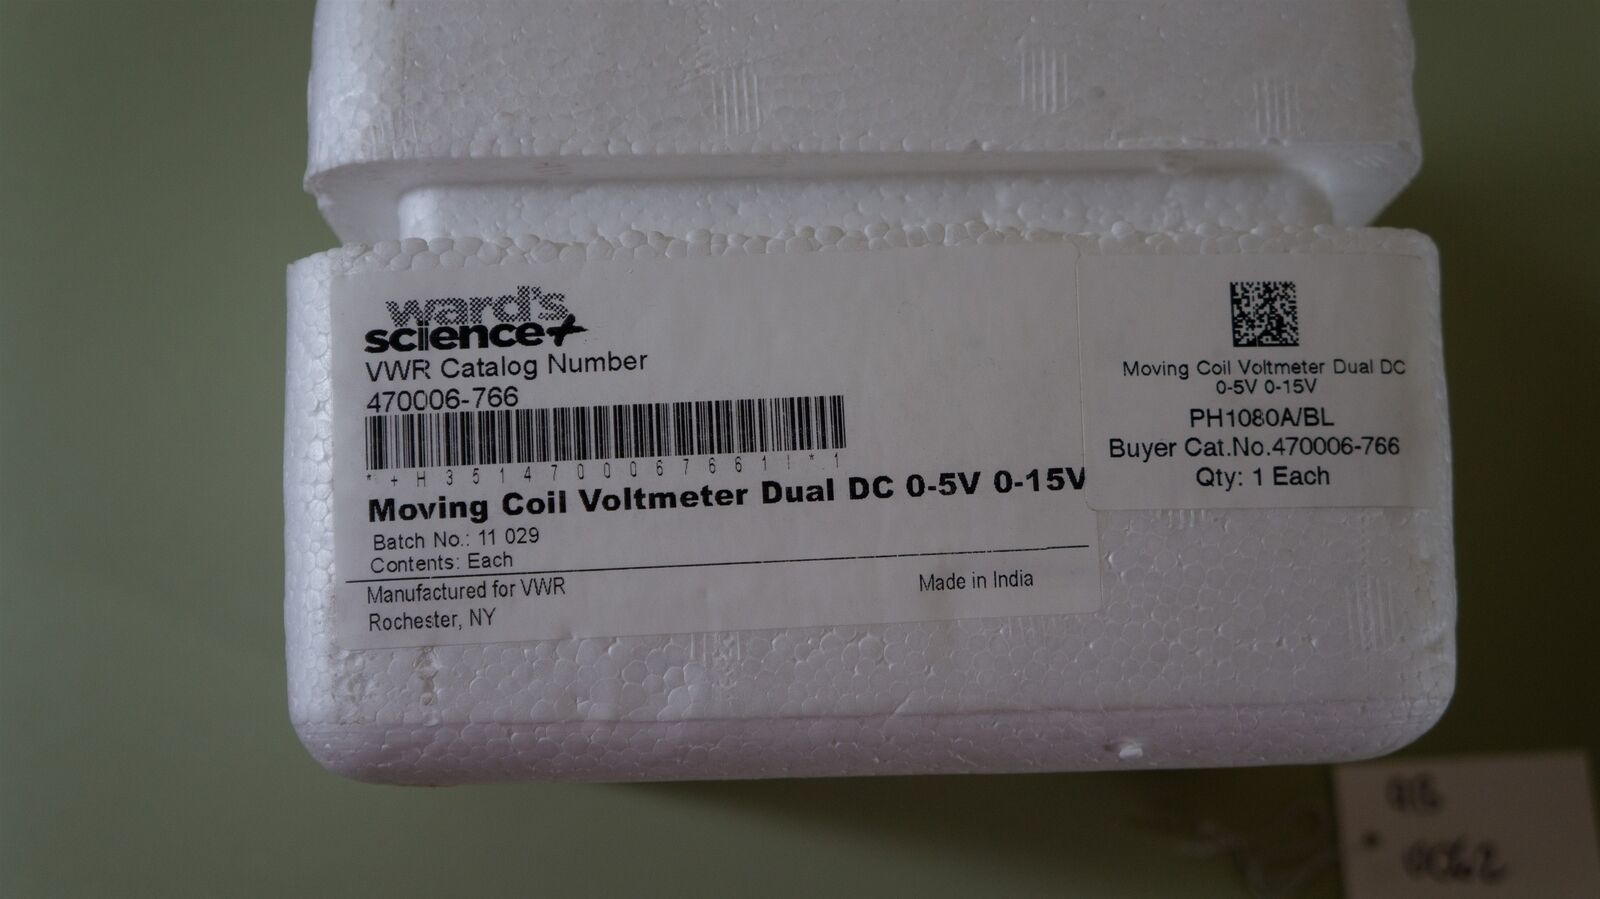 ward's
science+
VWR Catalog Number
470006-766
*+H3514700067661!*1
Moving Coil Voltmeter Dual DC 0-5V 0-15V
Batch No.: 11 029
Contents: Each
Manufactured for VWR
Made in India
Rochester, NY
Moving Coil Voltmeter Dual DC
0-5V 0-15V
PH1080A/BL
Buyer Cat.No.470006-766
Qty: 1 Each